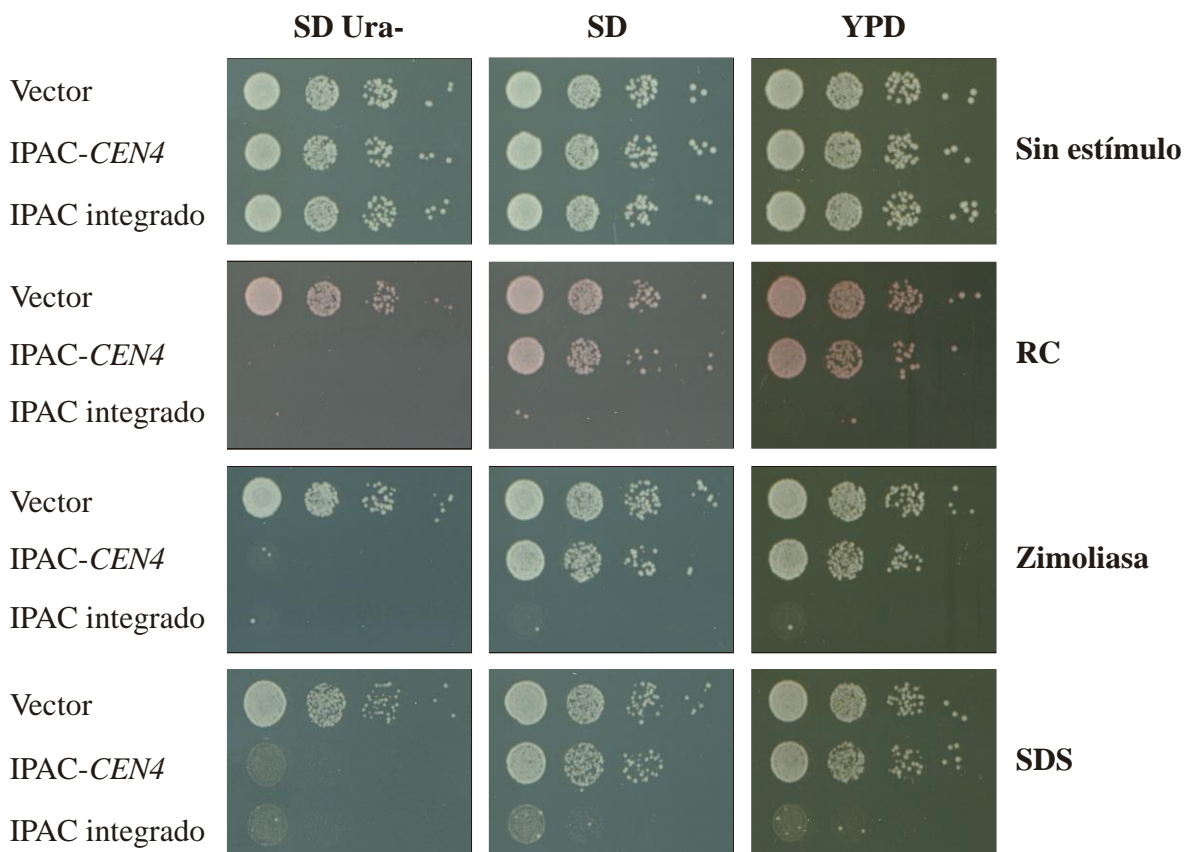 SD Ura- SD YPD
Vector
IPAC-CEN4
IPAC integrado
Sin estímulo
Vector
IPAC-CEN4
IPAC integrado
RC
Vector
IPAC-CEN4
IPAC integrado
Zimoliasa
Vector
IPAC-CEN4
IPAC integrado
SDS